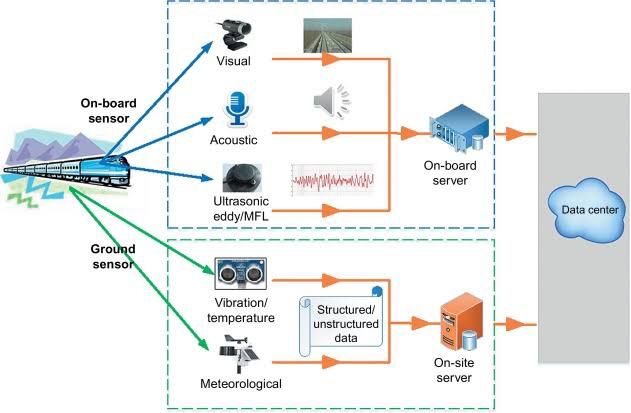 On-board
sensor
Visual
Acoustic
Ultrasonic
eddy/MFL
On-board
server
Data center
Ground
sensor
Vibration/
temperature
Structured/
unstructured
data
Meteorological
On-site
server